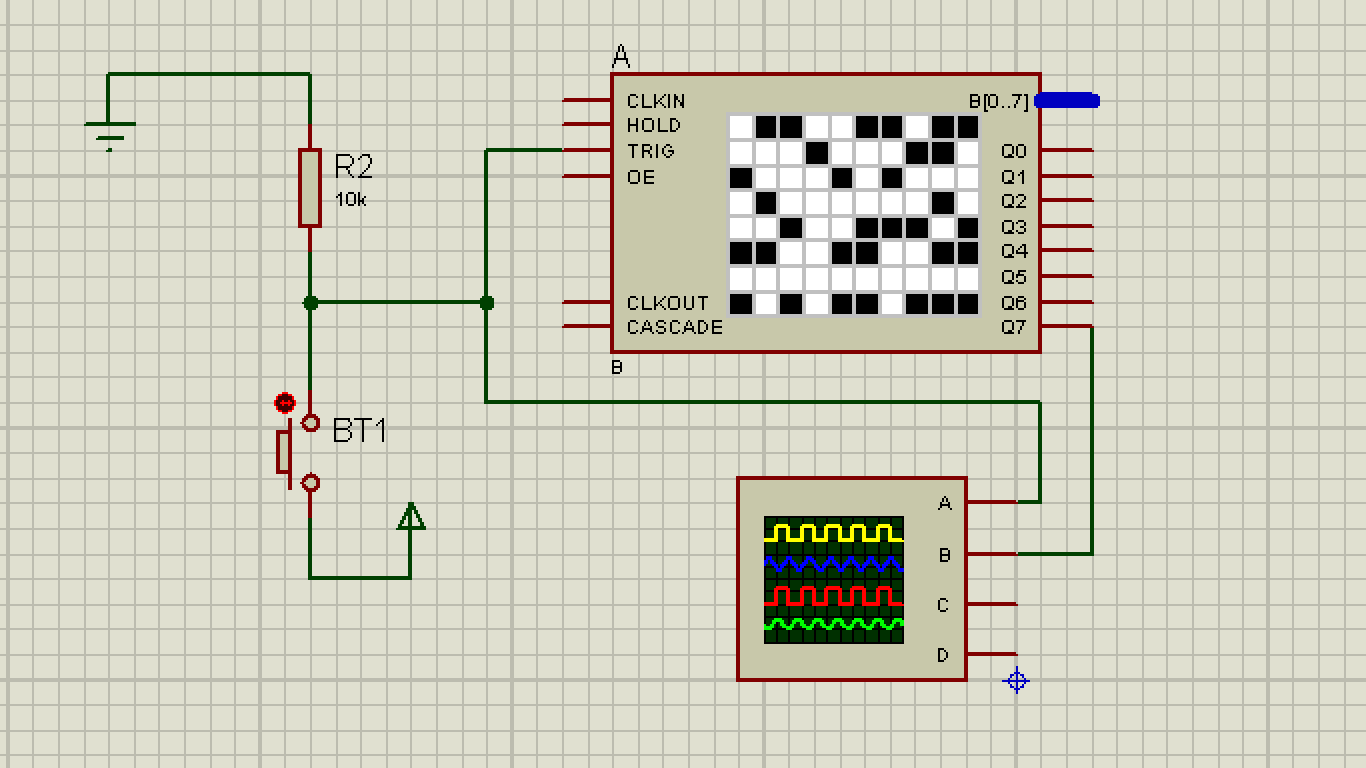 A
CLKIN
B[0..7]
HOLD
TRIG
Q0
R2
OE
Q1
10k
Q2
Q3
Q4
Q5
CLKOUT
Q6
CASCADE
Q7
B
BT1
A
B
C
D